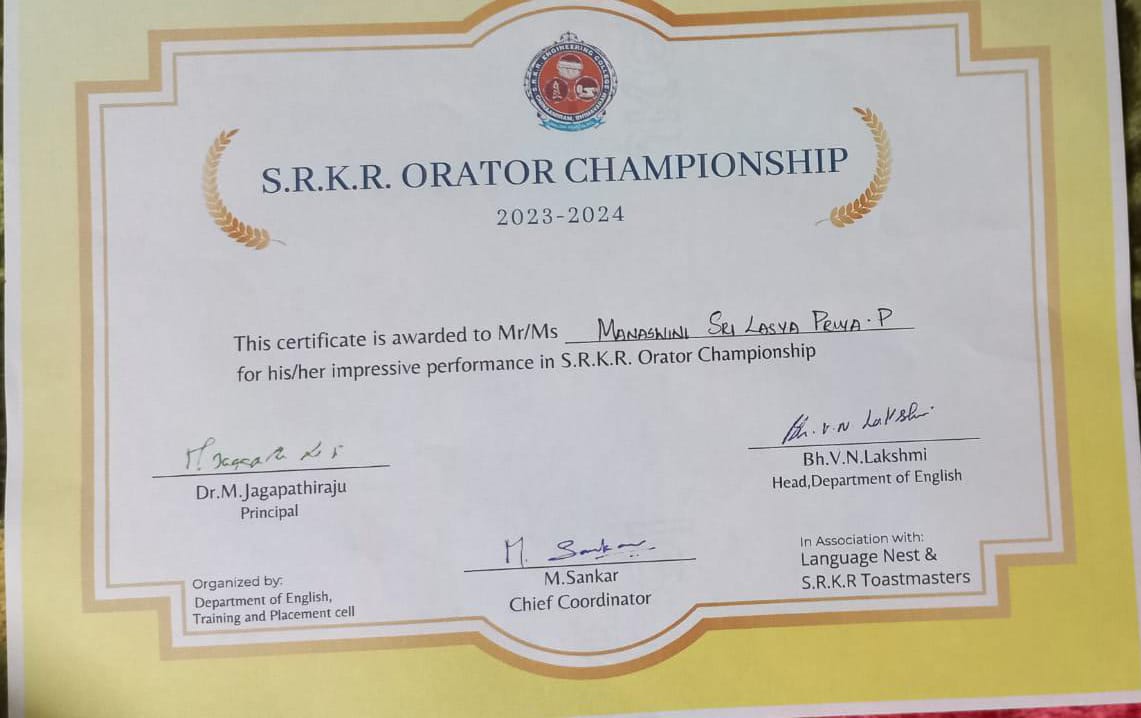 S.R.K.R. ENGINEERING COLLEGE
S.R.K.R. ORATOR CHAMPIONSHIP
2023-2024
This certificate is awarded to Mr/Ms MANASWINI SRI LASYA PRIYA.P
for his/her impressive performance in S.R.K.R. Orator Championship
Bh.V.N Lakshmi
Bh.V.N.Lakshmi
Head,Department of English
Dr.M.Jagapathiraju
Principal
M. Sankar
M.Sankar
Chief Coordinator
In Association with:
Language Nest &
S.R.K.R Toastmasters
Organized by:
Department of English,
Training and Placement cell